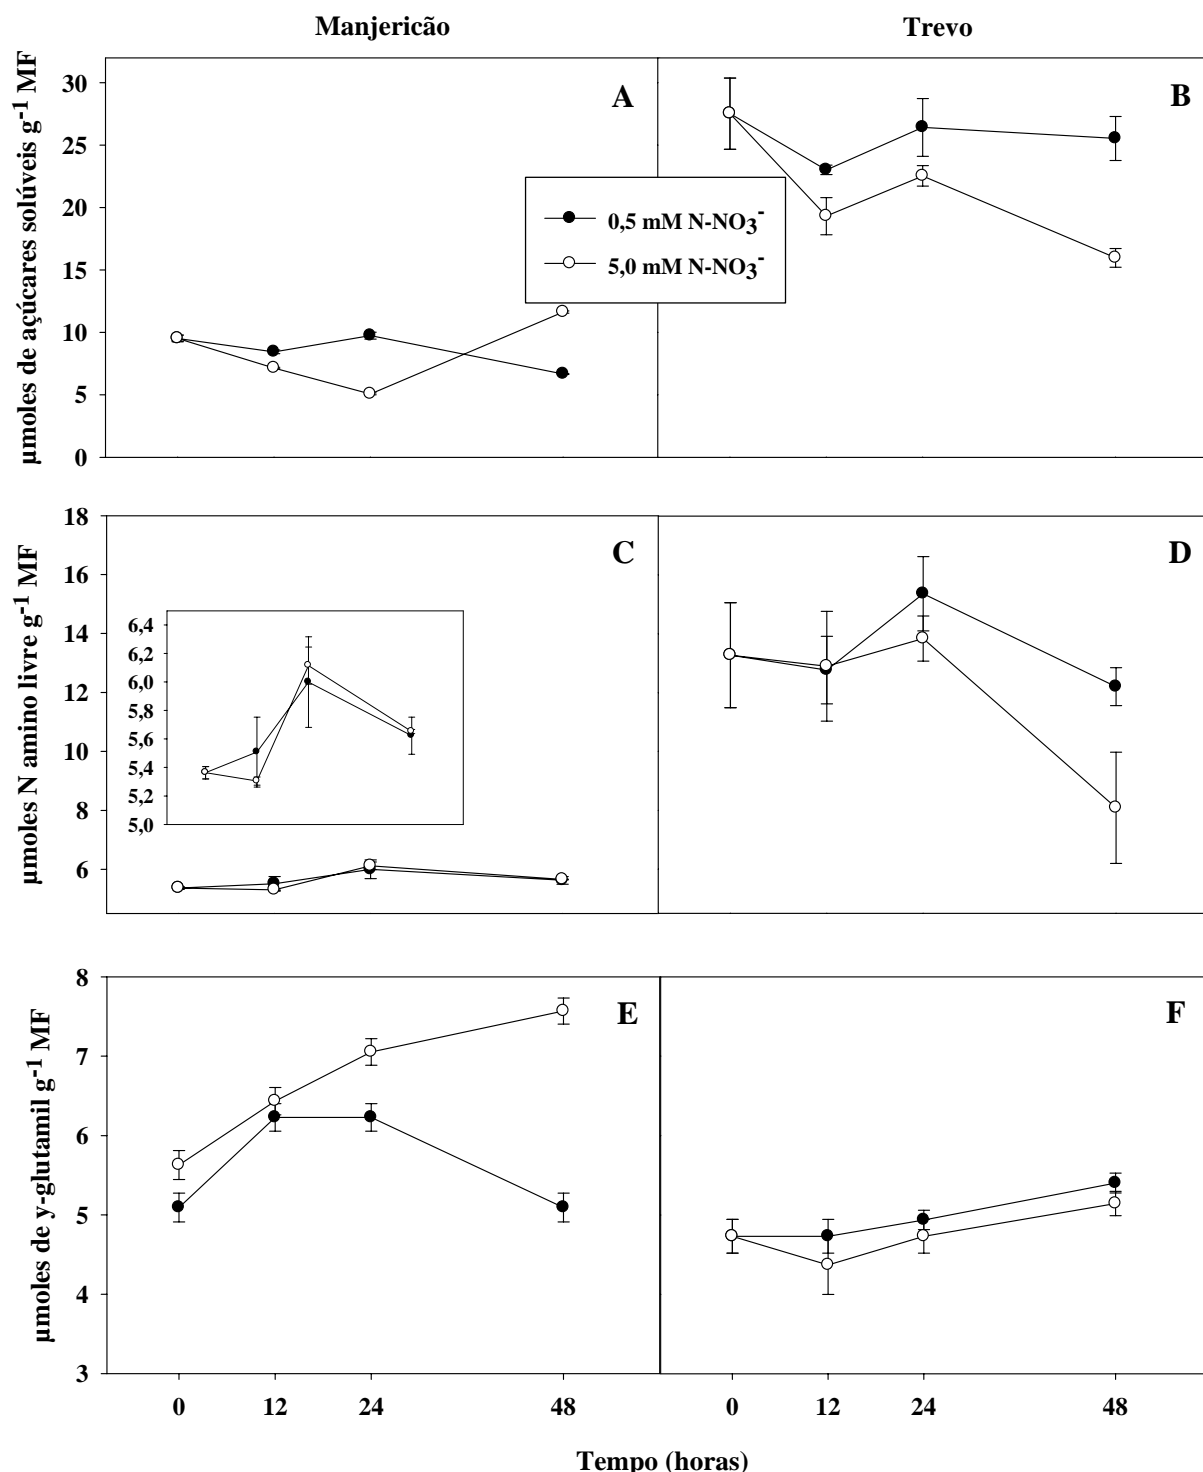 Manjericão
Trevo
µmoles de açúcares solúveis g-1 MF
30
25
20
15
10
5
0
A
B
0,5 mM N-NO3-
5,0 mM N-NO3-
µmoles N amino livre g-1 MF
18
16
14
12
10
8
6
C
D
6,4
6,2
6,0
5,8
5,6
5,4
5,2
5,0
µmoles de y-glutamil g-1 MF
8
7
6
5
4
3
E
F
0 12 24 48 0 12 24 48
Tempo (horas)